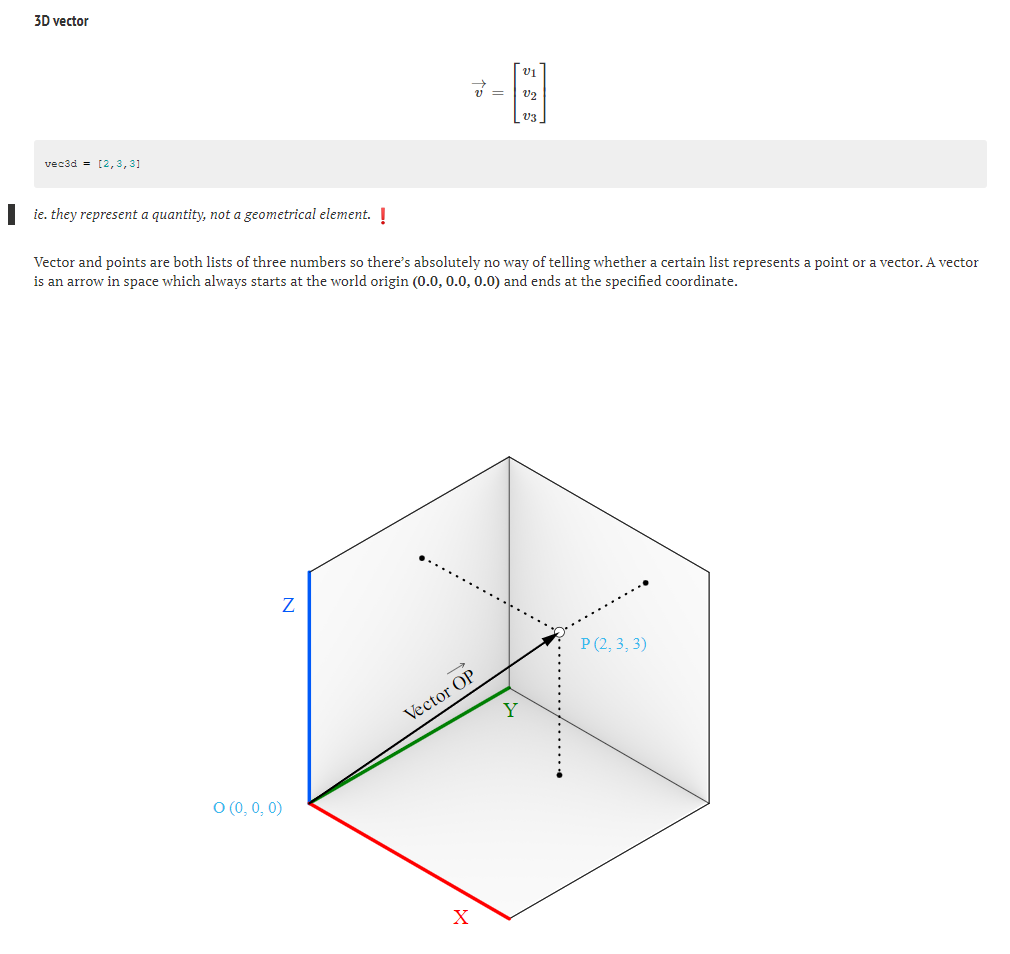 3D vector
v⃗ = [v₁
v₂
v₃]
vec3d = [2,3,3]
ie. they represent a quantity, not a geometrical element. ❗
Vector and points are both lists of three numbers so there’s absolutely no way of telling whether a certain list represents a point or a vector. A vector
is an arrow in space which always starts at the world origin (0.0, 0.0, 0.0) and ends at the specified coordinate.
Z
P (2, 3, 3)
Vector OP
Y
O (0, 0, 0)
X